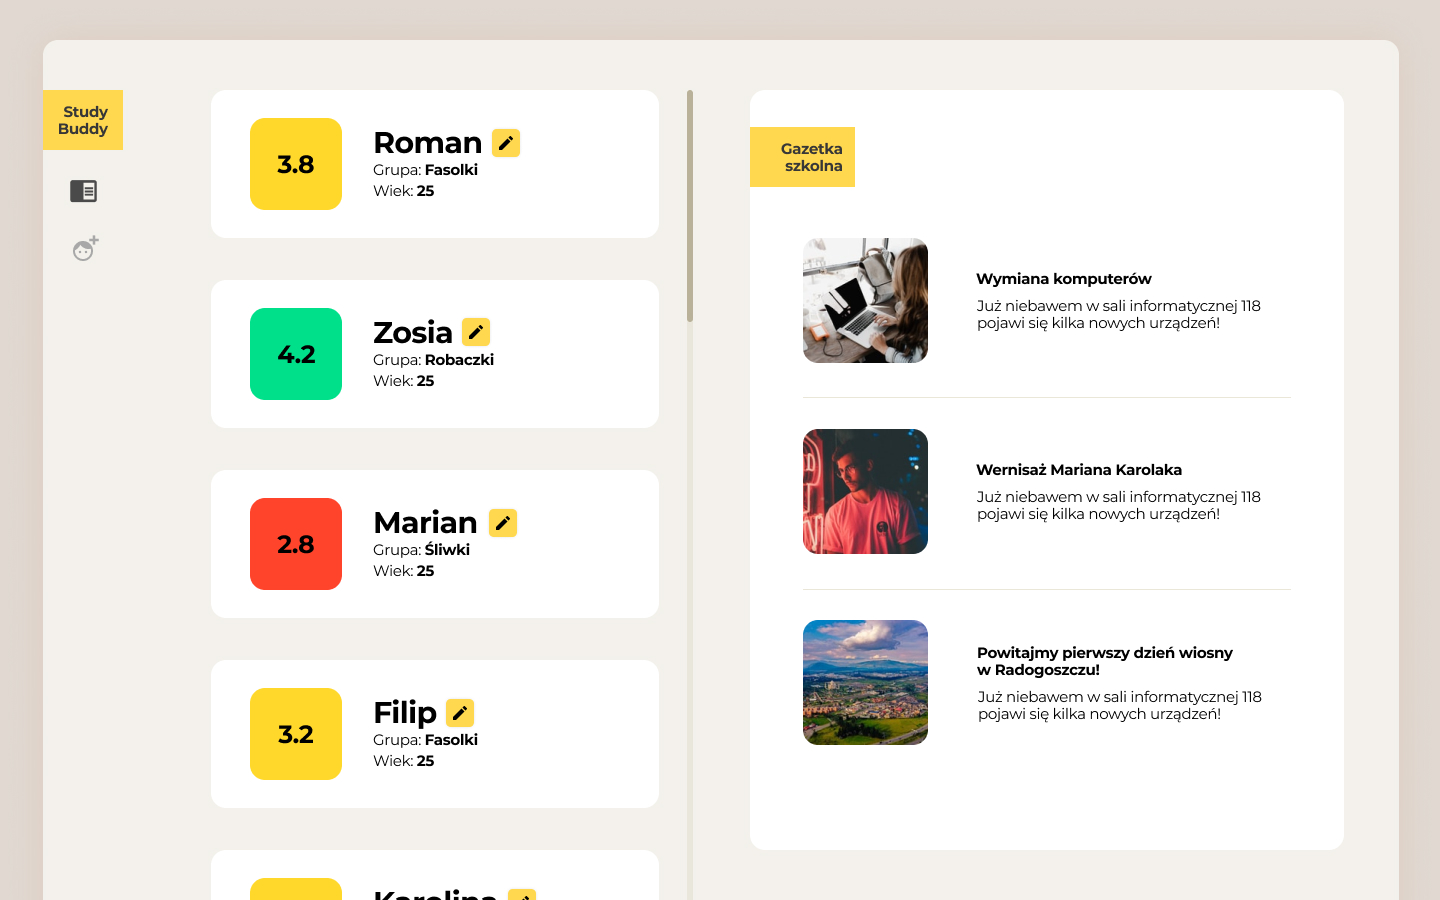 Study
Buddy
3.8
Roman
Grupa: Fasolki
Wiek: 25
4.2
Zosia
Grupa: Robaczki
Wiek: 25
2.8
Marian
Grupa: Śliwki
Wiek: 25
3.2
Filip
Grupa: Fasolki
Wiek: 25
Karolina
Gazetka
szkolna
Wymiana komputerów
Już niebawem w sali informatycznej 118
pojawi się kilka nowych urządzeń!
Wernisaż Mariana Karolaka
Już niebawem w sali informatycznej 118
pojawi się kilka nowych urządzeń!
Powitajmy pierwszy dzień wiosny
w Radogoszczu!
Już niebawem w sali informatycznej 118
pojawi się kilka nowych urządzeń!